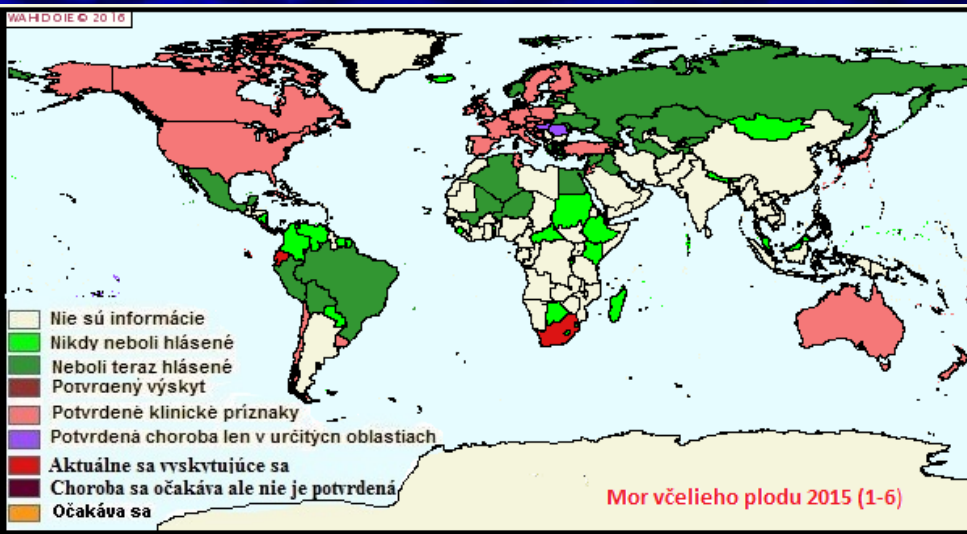 WAHIDOIE © 2016
Nie sú informácie
Nikdy neboli hlásené
Neboli teraz hlásené
Potvrdený výskyt
Potvrdené klinické príznaky
Potvrdená choroba len v určitých oblastiach
Aktuálne sa vyskytujúce sa
Choroba sa očakáva ale nie je potvrdená
Očakáva sa
Mor včelieho plodu 2015 (1-6)